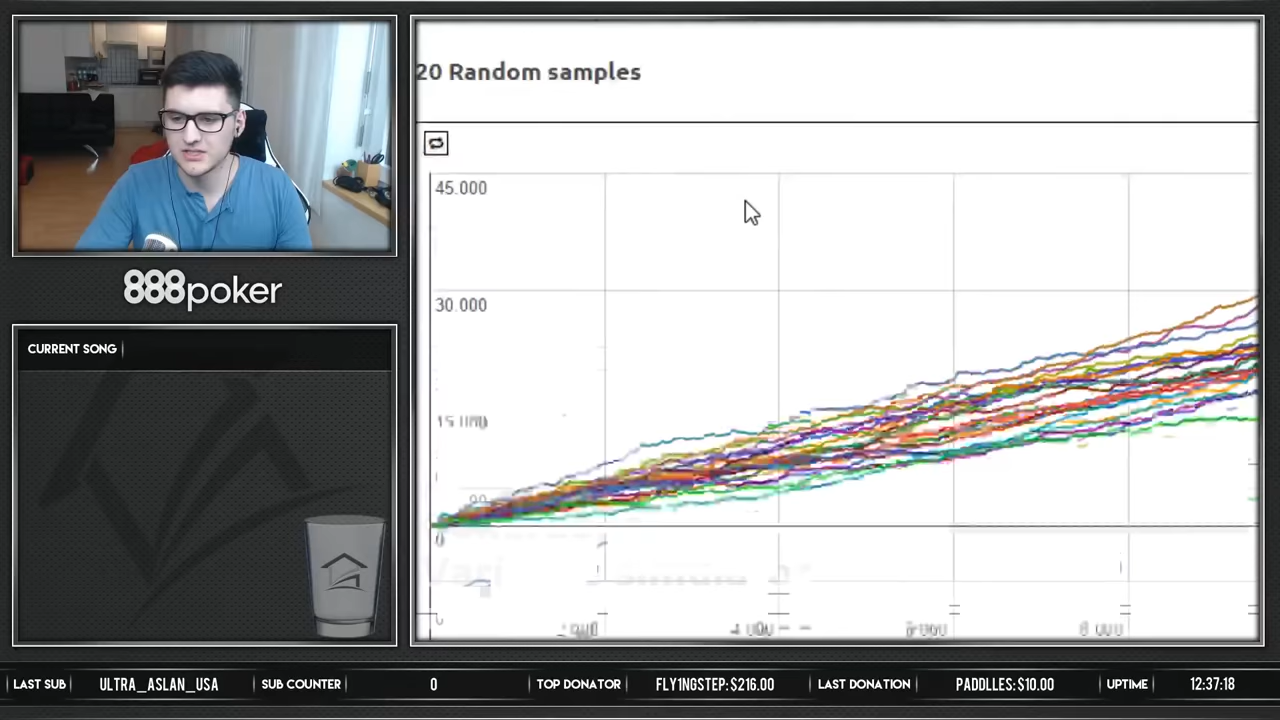 20 Random samples
45.000
30.000
0
888poker
CURRENT SONG
LAST SUB
ULTRA_ASLAN_USA
SUB COUNTER
0
TOP DONATOR
FLY1NGSTEP: $216.00
LAST DONATION
PADDLLES: $10.00
UPTIME
12:37:18